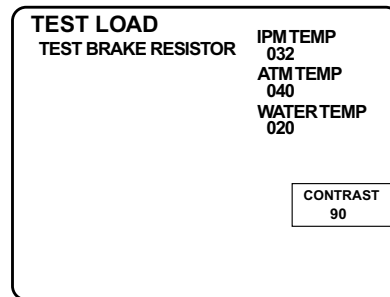 TEST LOAD
TEST BRAKE RESISTOR
IPM TEMP
032
ATM TEMP
040
WATER TEMP
020
CONTRAST
90